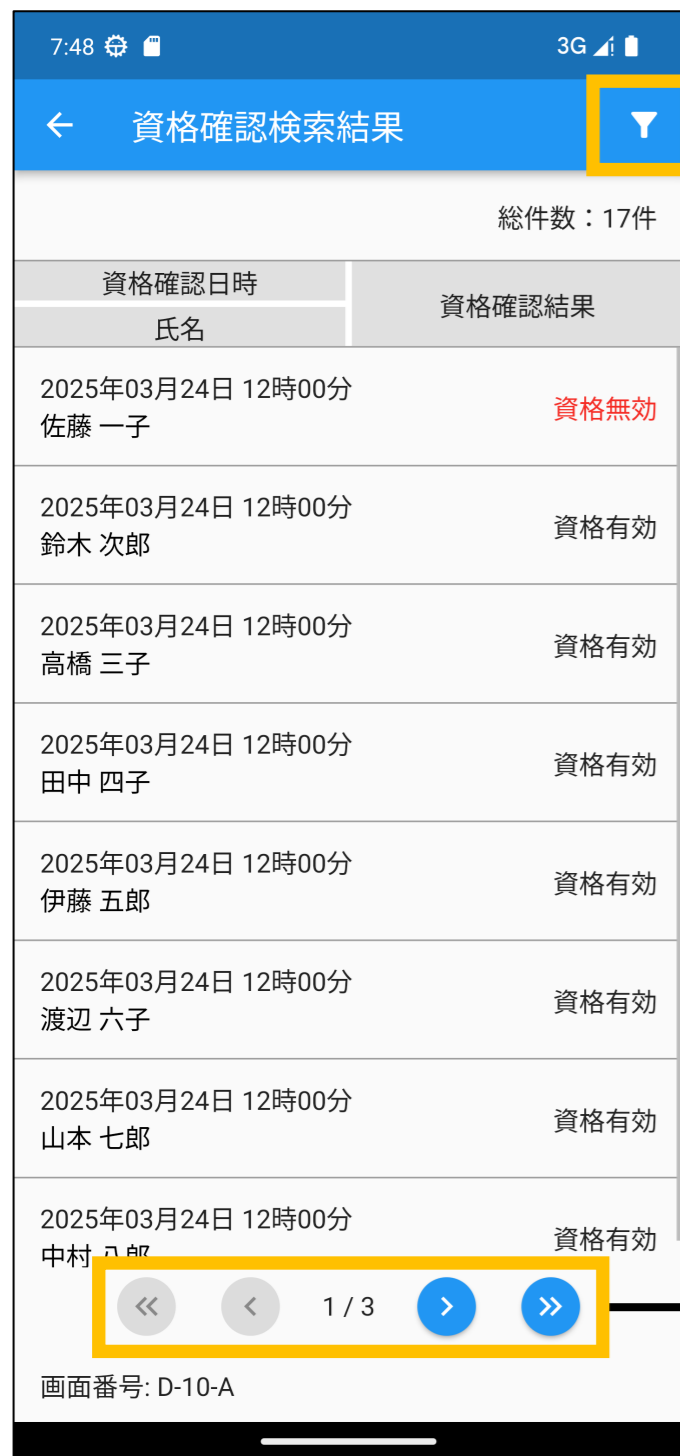 7:48
3G
資格確認検索結果
総件数：17件
資格確認日時
氏名
資格確認結果
2025年03月24日 12時00分
佐藤 一子
資格無効
2025年03月24日 12時00分
鈴木 次郎
資格有効
2025年03月24日 12時00分
高橋 三子
資格有効
2025年03月24日 12時00分
田中 四子
資格有効
2025年03月24日 12時00分
伊藤 五郎
資格有効
2025年03月24日 12時00分
渡辺 六子
資格有効
2025年03月24日 12時00分
山本 七郎
資格有効
2025年03月24日 12時00分
中村 八郎
資格有効
1 / 3
画面番号: D-10-A